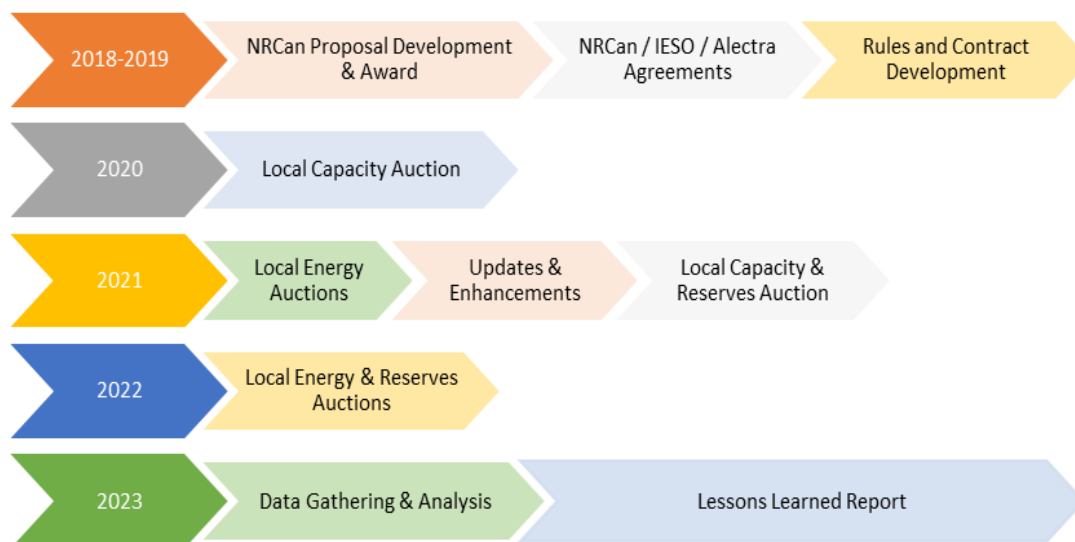 2018-2019
NRCan Proposal Development
& Award
NRCan / IESO / Alectra
Agreements
Rules and Contract
Development
2020
Local Capacity Auction
2021
Local Energy
Auctions
Updates &
Enhancements
Local Capacity &
Reserves Auction
2022
Local Energy & Reserves
Auctions
2023
Data Gathering & Analysis
Lessons Learned Report